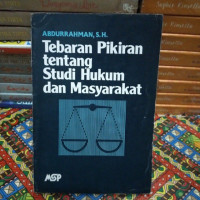 ABDURRAHMAN, S.H.
Tebaran Pikiran
tentang
Studi Hukum
dan Masyarakat
MSP